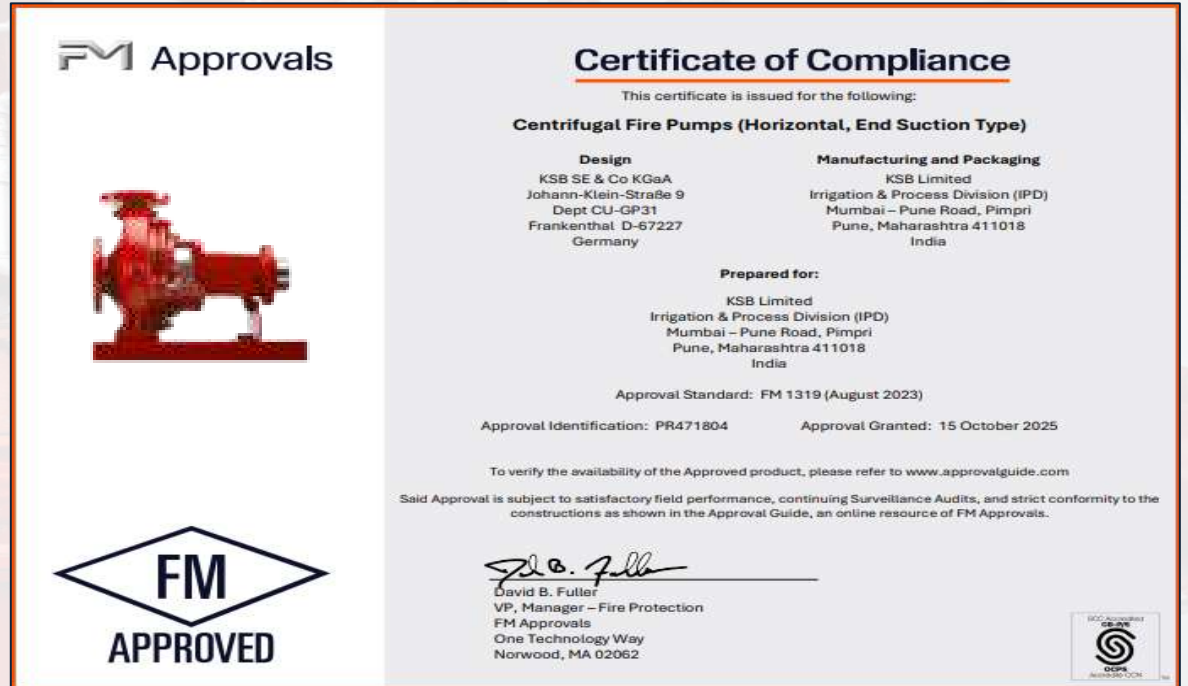 FM Approvals
Certificate of Compliance
This certificate is issued for the following:
Centrifugal Fire Pumps (Horizontal, End Suction Type)
Design
KSB SE & Co KGaA
Johann-Klein-Straße 9
Dept CU-GP31
Frankenthal D-67227
Germany
Manufacturing and Packaging
KSB Limited
Irrigation & Process Division (IPD)
Mumbai – Pune Road, Pimpri
Pune, Maharashtra 411018
India
Prepared for:
KSB Limited
Irrigation & Process Division (IPD)
Mumbai – Pune Road, Pimpri
Pune, Maharashtra 411018
India
Approval Standard: FM 1319 (August 2023)
Approval Identification: PR471804
Approval Granted: 15 October 2025
To verify the availability of the Approved product, please refer to www.approvalguide.com
Said Approval is subject to satisfactory field performance, continuing Surveillance Audits, and strict conformity to the
constructions as shown in the Approval Guide, an online resource of FM Approvals.
David B. Fuller
VP, Manager – Fire Protection
FM Approvals
One Technology Way
Norwood, MA 02062
FM
APPROVED